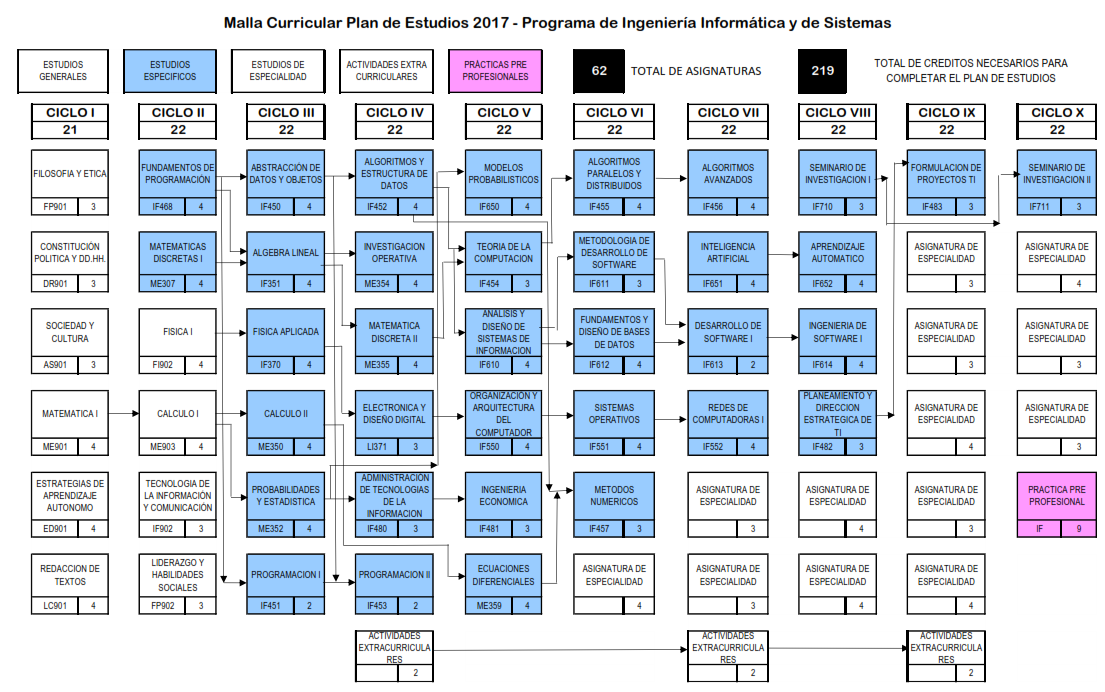 Malla Curricular Plan de Estudios 2017 - Programa de Ingeniería Informática y de Sistemas
ESTUDIOS
GENERALES
ESTUDIOS
ESPECIFICOS
ESTUDIOS DE
ESPECIALIDAD
ACTIVIDADES EXTRA
CURRICULARES
PRÁCTICAS PRE
PROFESIONALES
62
TOTAL DE ASIGNATURAS
219
TOTAL DE CREDITOS NECESARIOS PARA
COMPLETAR EL PLAN DE ESTUDIOS
CICLO I
21
FILOSOFIA Y ETICA
FP901 3
CONSTITUCIÓN
POLITICA Y DD.HH.
DR901 3
SOCIEDAD Y
CULTURA
AS901 3
MATEMATICA I
ME901 4
ESTRATEGIAS DE
APRENDIZAJE
AUTONOMO
ED901 4
REDACCION DE
TEXTOS
LC901 4
CICLO II
22
FUNDAMENTOS DE
PROGRAMACIÓN
IF468 4
MATEMATICAS
DISCRETAS I
ME307 4
FISICA I
FI902 4
CALCULO I
ME903 4
TECNOLOGIA DE
LA INFORMACIÓN
Y COMUNICACIÓN
IF902 3
LIDERAZGO Y
HABILIDADES
SOCIALES
FP902 3
CICLO III
22
ABSTRACCIÓN DE
DATOS Y OBJETOS
IF450 4
ALGEBRA LINEAL
IF351 4
FISICA APLICADA
IF370 4
CALCULO II
ME350 4
PROBABILIDADES
Y ESTADISTICA
ME352 4
PROGRAMACION I
IF451 2
CICLO IV
22
ALGORITMOS Y
ESTRUCTURA DE
DATOS
IF452 4
INVESTIGACION
OPERATIVA
ME354 4
MATEMATICA
DISCRETA II
ME355 4
ELECTRONICA Y
DISEÑO DIGITAL
LI371 3
ADMINISTRACION
DE TECNOLOGIAS
DE LA
INFORMACION
IF480 3
PROGRAMACION II
IF453 2
ACTIVIDADES
EXTRACURRICULA
RES
2
CICLO V
22
MODELOS
PROBABILISTICOS
IF650 4
TEORIA DE LA
COMPUTACION
IF454 3
ANALISIS Y
DISEÑO DE
SISTEMAS DE
INFORMACION
IF610 4
ORGANIZACION Y
ARQUITECTURA
DEL
COMPUTADOR
IF550 4
INGENIERIA
ECONOMICA
IF481 3
ECUACIONES
DIFERENCIALES
ME359 4
CICLO VI
22
ALGORITMOS
PARALELOS Y
DISTRIBUIDOS
IF455 4
METODOLOGIA DE
DESARROLLO DE
SOFTWARE
IF611 3
FUNDAMENTOS Y
DISEÑO DE BASES
DE DATOS
IF612 4
SISTEMAS
OPERATIVOS
IF551 4
METODOS
NUMERICOS
IF457 3
ASIGNATURA DE
ESPECIALIDAD
4
CICLO VII
22
ALGORITMOS
AVANZADOS
IF456 4
INTELIGENCIA
ARTIFICIAL
IF651 4
DESARROLLO DE
SOFTWARE I
IF613 2
REDES DE
COMPUTADORAS I
IF552 4
ASIGNATURA DE
ESPECIALIDAD
3
ASIGNATURA DE
ESPECIALIDAD
3
ACTIVIDADES
EXTRACURRICULA
RES
2
CICLO VIII
22
SEMINARIO DE
INVESTIGACION I
IF710 3
APRENDIZAJE
AUTOMATICO
IF652 4
INGENIERIA DE
SOFTWARE I
IF614 4
PLANEAMIENTO Y
DIRECCION
ESTRATEGICA DE
TI
IF482 3
ASIGNATURA DE
ESPECIALIDAD
4
ASIGNATURA DE
ESPECIALIDAD
4
CICLO IX
22
FORMULACION DE
PROYECTOS TI
IF483 3
ASIGNATURA DE
ESPECIALIDAD
3
ASIGNATURA DE
ESPECIALIDAD
3
ASIGNATURA DE
ESPECIALIDAD
4
ASIGNATURA DE
ESPECIALIDAD
3
ASIGNATURA DE
ESPECIALIDAD
4
ACTIVIDADES
EXTRACURRICULA
RES
2
CICLO X
22
SEMINARIO DE
INVESTIGACION II
IF711 3
ASIGNATURA DE
ESPECIALIDAD
4
ASIGNATURA DE
ESPECIALIDAD
3
ASIGNATURA DE
ESPECIALIDAD
3
PRACTICA PRE
PROFESIONAL
IF 9